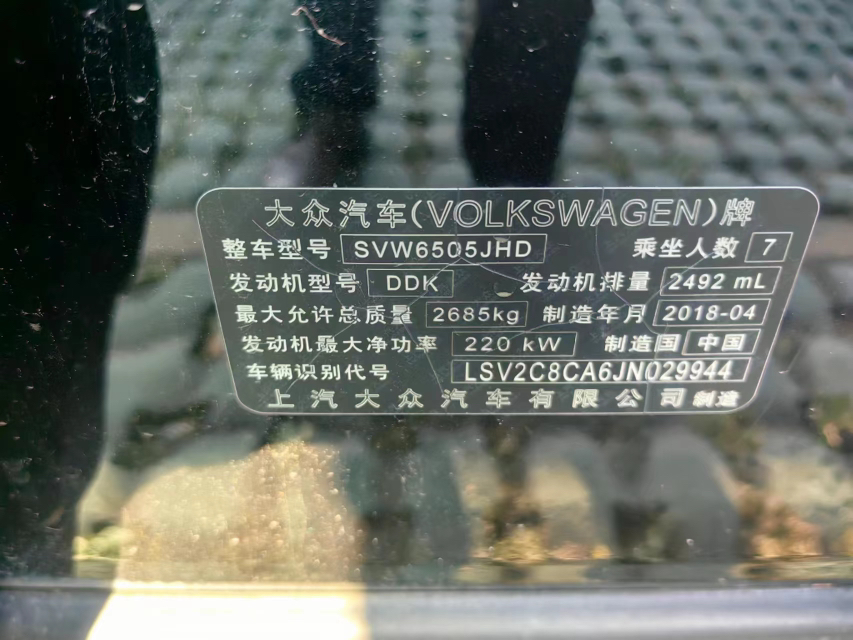 大众汽车(VOLKSWAGEN)牌
整车型号 SVW6505JHD 乘坐人数 7
发动机型号 DDK 发动机排量 2492 mL
最大允许总质量 2685kg 制造年月 2018-04
发动机最大净功率 220 kW 制造国 中国
车辆识别代号 LSV2C8CA6JN029944
上汽大众汽车有限公司制造